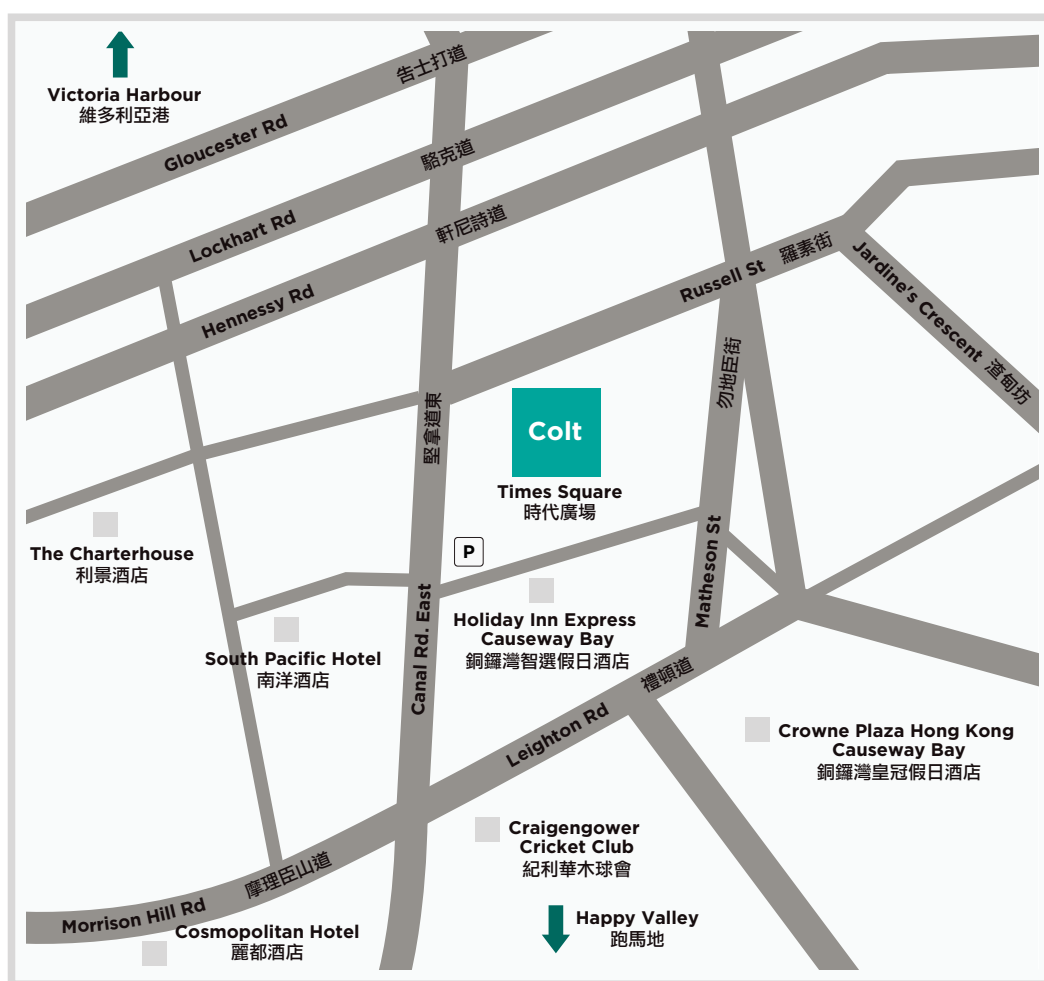 Victoria Harbour
維多利亞港
告士打道
Gloucester Rd
駱克道
Lockhart Rd
軒尼詩道
Hennessy Rd
Russell St 羅素街
Jardine's Crescent 渣甸坊
勿地臣街
堅拿道東
Colt
Times Square
時代廣場
The Charterhouse
利景酒店
P
Matheson St
Holiday Inn Express
Causeway Bay
銅鑼灣智選假日酒店
South Pacific Hotel
南洋酒店
Canal Rd. East
Leighton Rd
禮頓道
Crowne Plaza Hong Kong
Causeway Bay
銅鑼灣皇冠假日酒店
Craigengower
Cricket Club
紀利華木球會
Morrison Hill Rd
摩理臣山道
Cosmopolitan Hotel
麗都酒店
Happy Valley
跑馬地